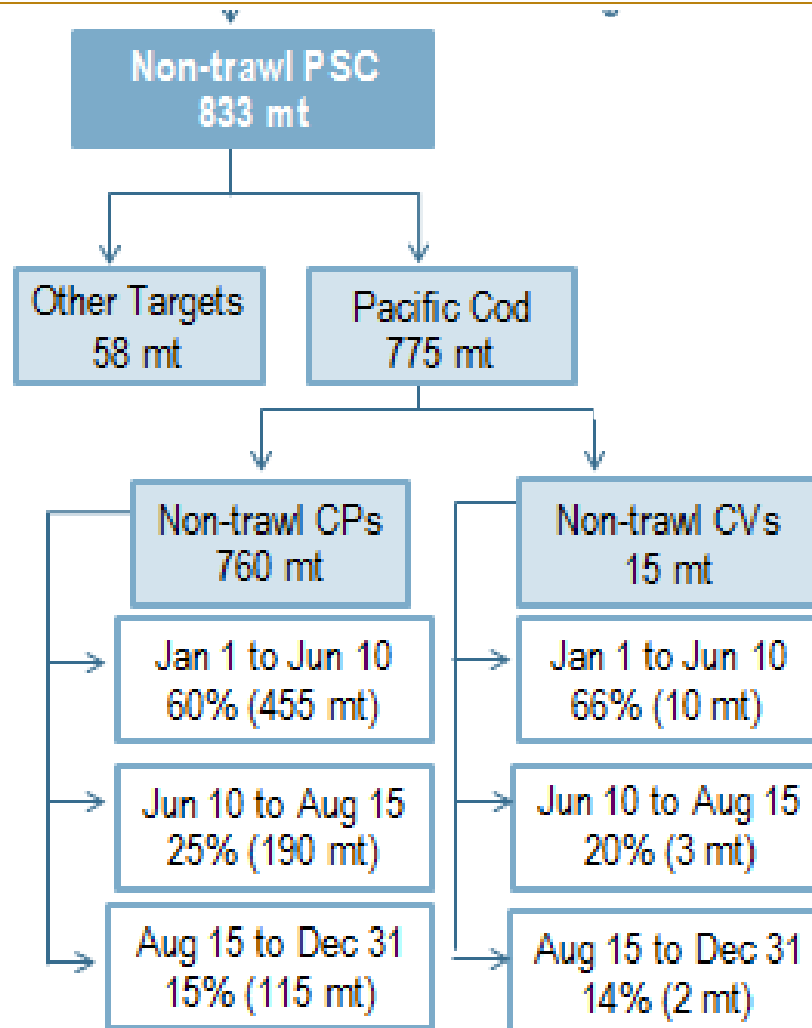 Non-trawl PSC
833 mt
Other Targets
58 mt
Pacific Cod
775 mt
Non-trawl CPs
760 mt
Non-trawl CVs
15 mt
Jan 1 to Jun 10
60% (455 mt)
Jan 1 to Jun 10
66% (10 mt)
Jun 10 to Aug 15
25% (190 mt)
Jun 10 to Aug 15
20% (3 mt)
Aug 15 to Dec 31
15% (115 mt)
Aug 15 to Dec 31
14% (2 mt)